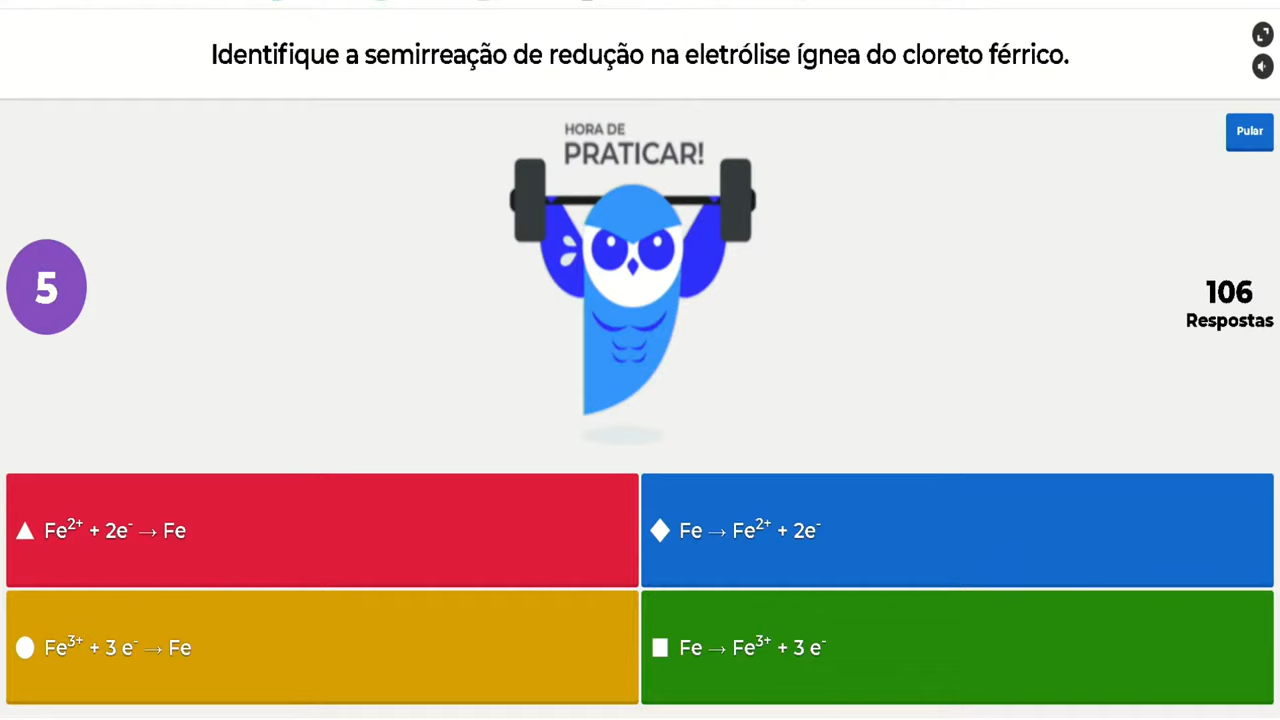 Identifique a semirreação de redução na eletrólise ígnea do cloreto férrico.
Pular
HORA DE
PRATICAR!
5
106
Respostas
Fe²⁺ + 2e⁻ → Fe
Fe → Fe²⁺ + 2e⁻
Fe³⁺ + 3 e⁻ → Fe
Fe → Fe³⁺ + 3 e⁻